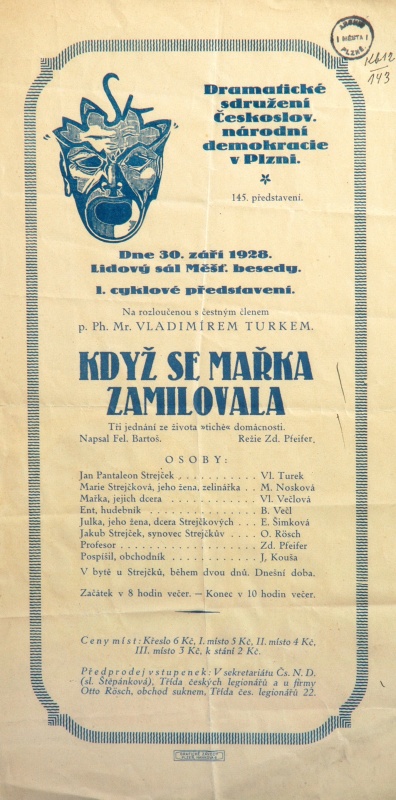 ARCHIV
MĚSTA
PLZNĚ
143
MASKA
Dramatické
sdružení
Českoslov.
národní
demokracie
v Plzni.
145. představení.
Dne 30. září 1928.
Lidový sál Měšť. besedy.
I. cyklové představení.
Na rozloučenou s čestným členem
p. Ph. Mr. VLADIMÍREM TURKEM.
KDYŽ SE MAŘKA
ZAMILOVALA
Tři jednání ze života »tiché« domácnosti.
Napsal Fel. Bartoš. Režie Zd. Pfeifer.
OSOBY:
Jan Pantaleon Strejček . . . . . . . . . . . Vl. Turek
Marie Strejčková, jeho žena, zelinářka . . M. Nosková
Mařka, jejich dcera . . . . . . . . . . . . Vl. Večlová
Ent, hudebník . . . . . . . . . . . . . . . B. Večl
Julka, jeho žena, dcera Strejčkových . . . E. Šimková
Jakub Strejček, synovec Strejčkův . . . . O. Rösch
Profesor . . . . . . . . . . . . . . . . . . Zd. Pfeifer
Pospíšil, obchodník . . . . . . . . . . . . J. Kouša
V bytě u Strejčků, během dvou dnů. Dnešní doba.
Začátek v 8 hodin večer. — Konec v 10 hodin večer.
Ceny míst: Křeslo 6 Kč, I. místo 5 Kč, II. místo 4 Kč,
III. místo 3 Kč, k stání 2 Kč.
Předprodej vstupenek: V sekretariátu Čs. N. D.
(sl. Štěpánková), Třída českých legionářů a u firmy
Otto Rösch, obchod suknem, Třída čes. legionářů 22.